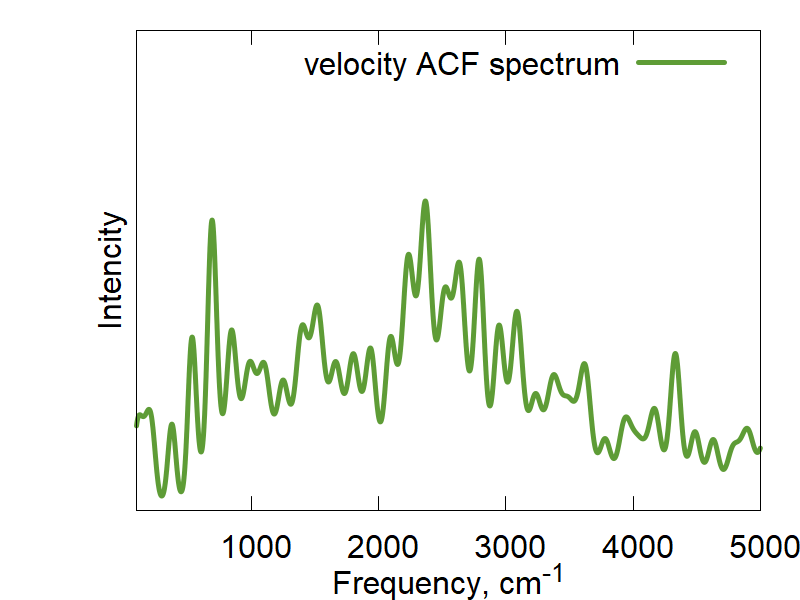 velocity ACF spectrum
Intencity
1000 2000 3000 4000 5000
Frequency, cm-1